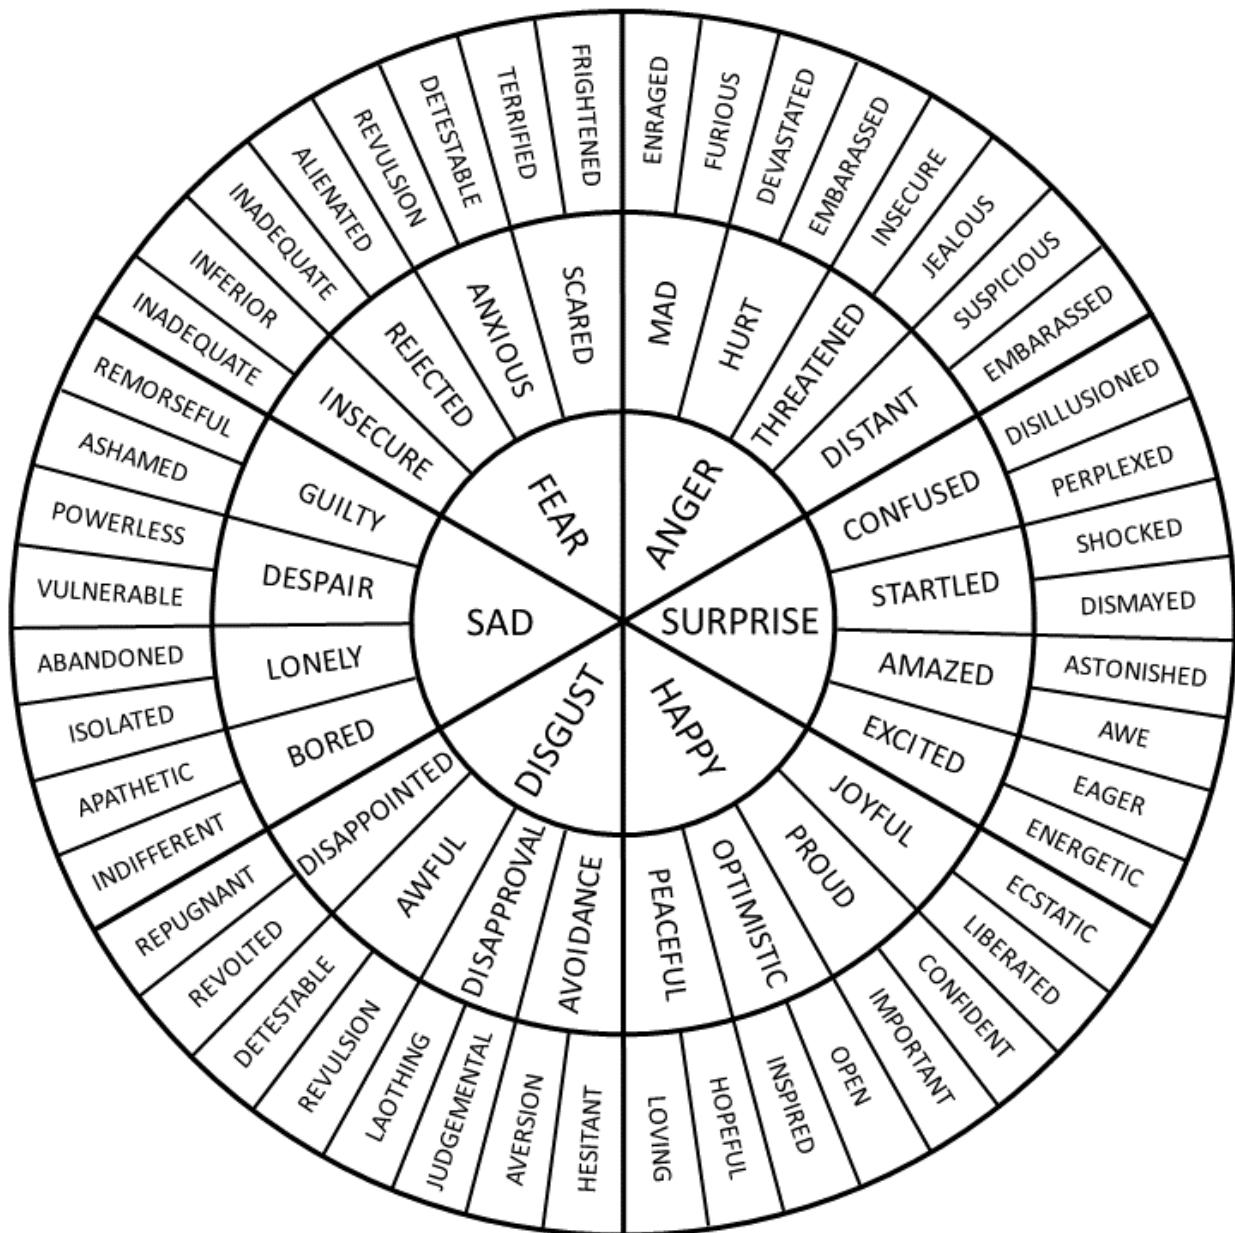 FEAR
ANGER
SURPRISE
HAPPY
DISGUST
SAD
MAD
HURT
THREATENED
DISTANT
CONFUSED
STARTLED
AMAZED
EXCITED
JOYFUL
PROUD
OPTIMISTIC
PEACEFUL
AVOIDANCE
DISAPPROVAL
AWFUL
DISAPPOINTED
BORED
LONELY
DESPAIR
GUILTY
INSECURE
REJECTED
ANXIOUS
SCARED
ENRAGED
FURIOUS
DEVASTATED
EMBARASSED
INSECURE
JEALOUS
SUSPICIOUS
EMBARASSED
DISILLUSIONED
PERPLEXED
SHOCKED
DISMAYED
ASTONISHED
AWE
EAGER
ENERGETIC
ECSTATIC
LIBERATED
CONFIDENT
IMPORTANT
OPEN
INSPIRED
HOPEFUL
LOVING
HESITANT
AVERSION
JUDGEMENTAL
LAOTHING
REVULSION
DETESTABLE
REVOLTED
REPUGNANT
INDIFFERENT
APATHETIC
ISOLATED
ABANDONED
VULNERABLE
POWERLESS
ASHAMED
REMORSEFUL
INADEQUATE
INFERIOR
INADEQUATE
ALIENATED
REVULSION
DETESTABLE
TERRIFIED
FRIGHTENED